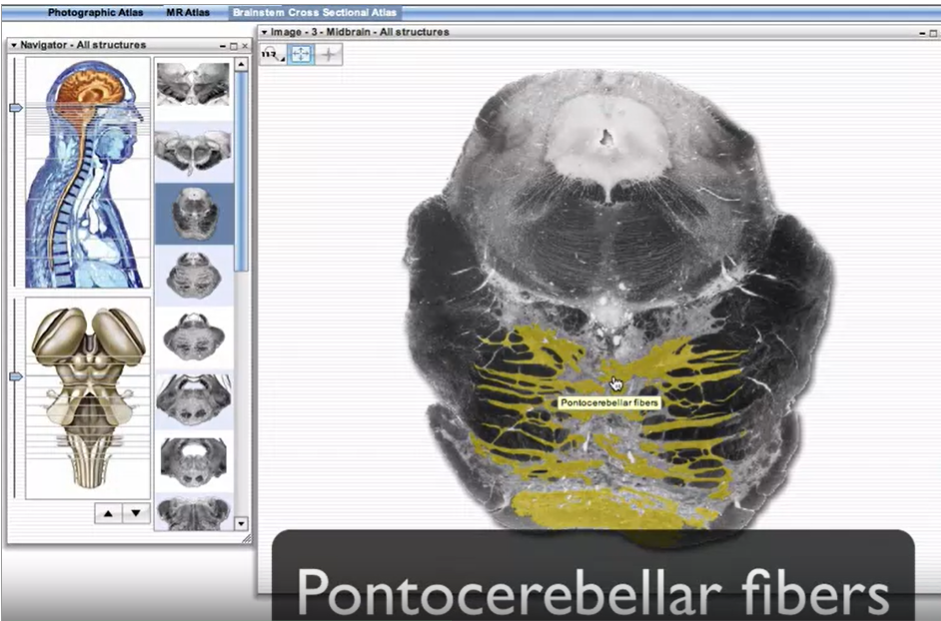 Photographic Atlas MR Atlas Brainstem Cross Sectional Atlas
Navigator - All structures
Image - 3 - Midbrain - All structures
Pontocerebellar fibers
Pontocerebellar fibers